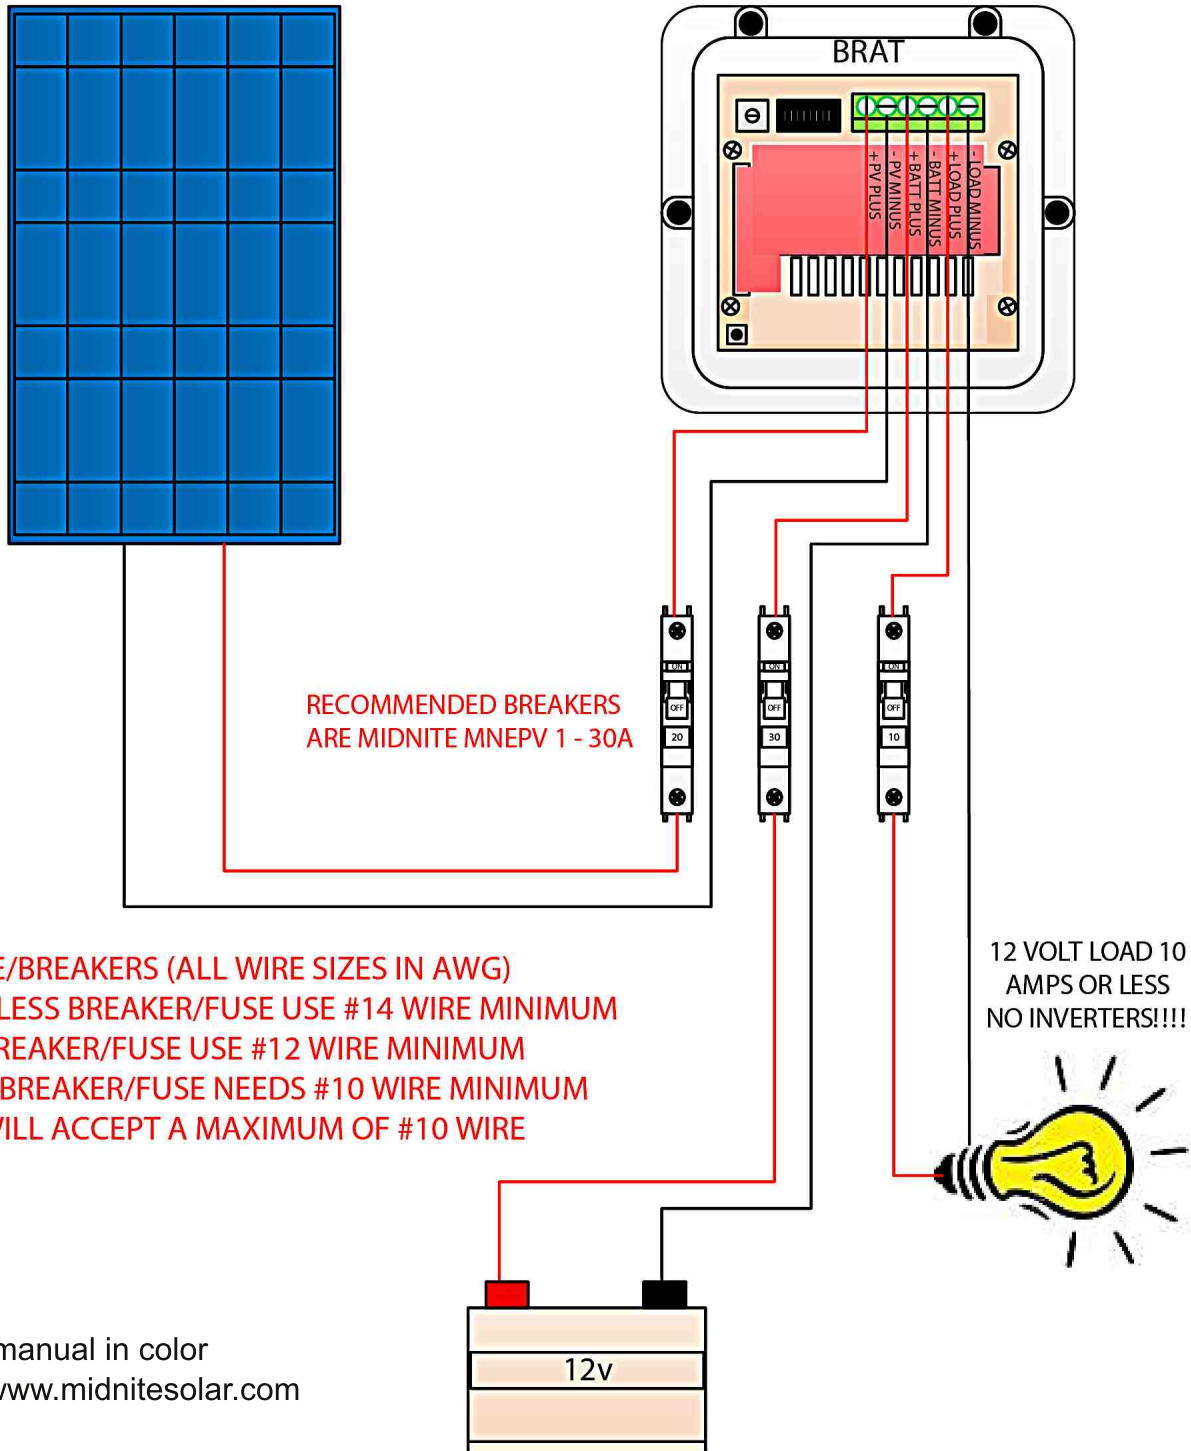 BRAT
+ PV PLUS
- PV MINUS
+ BATT PLUS
- BATT MINUS
+ LOAD PLUS
- LOAD MINUS
ON
OFF
20
ON
OFF
30
ON
OFF
10
RECOMMENDED BREAKERS
ARE MIDNITE MNEPV 1 - 30A
E/BREAKERS (ALL WIRE SIZES IN AWG)
LESS BREAKER/FUSE USE #14 WIRE MINIMUM
REAKER/FUSE USE #12 WIRE MINIMUM
BREAKER/FUSE NEEDS #10 WIRE MINIMUM
WILL ACCEPT A MAXIMUM OF #10 WIRE
12 VOLT LOAD 10
AMPS OR LESS
NO INVERTERS!!!!
manual in color
www.midnitesolar.com
12v